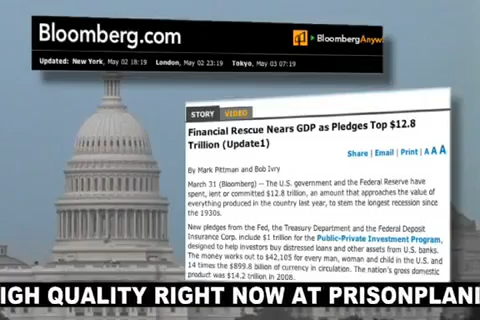 Bloomberg.com
BloombergAnyw
Updated: New York, May 02 18:19 London, May 02 23:19 Tokyo, May 03 07:19
STORY VIDEO
Financial Rescue Nears GDP as Pledges Top $12.8
Trillion (Update1)
Share | Email | Print | A A A
By Mark Pittman and Bob Ivry
March 31 (Bloomberg) -- The U.S. government and the Federal Reserve have
spent, lent or committed $12.8 trillion, an amount that approaches the value of
everything produced in the country last year, to stem the longest recession since
the 1930s.
New pledges from the Fed, the Treasury Department and the Federal Deposit
Insurance Corp. include $1 trillion for the Public-Private Investment Program,
designed to help investors buy distressed loans and other assets from U.S. banks.
The money works out to $42,105 for every man, woman and child in the U.S. and
14 times the $899.8 billion of currency in circulation. The nation's gross domestic
product was $14.2 trillion in 2008.
IGH QUALITY RIGHT NOW AT PRISONPLANE